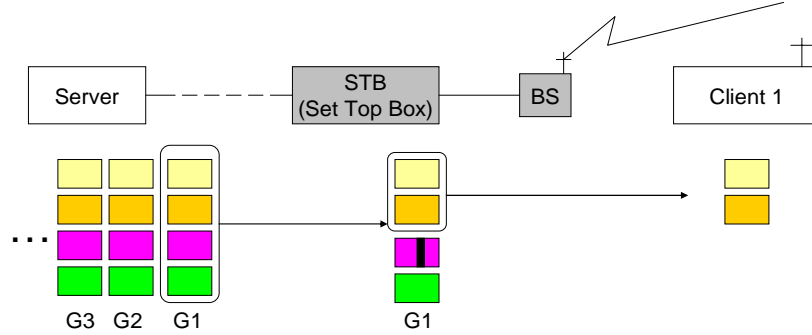 Server
STB
(Set Top Box)
BS
Client 1
...
G3 G2 G1
G1